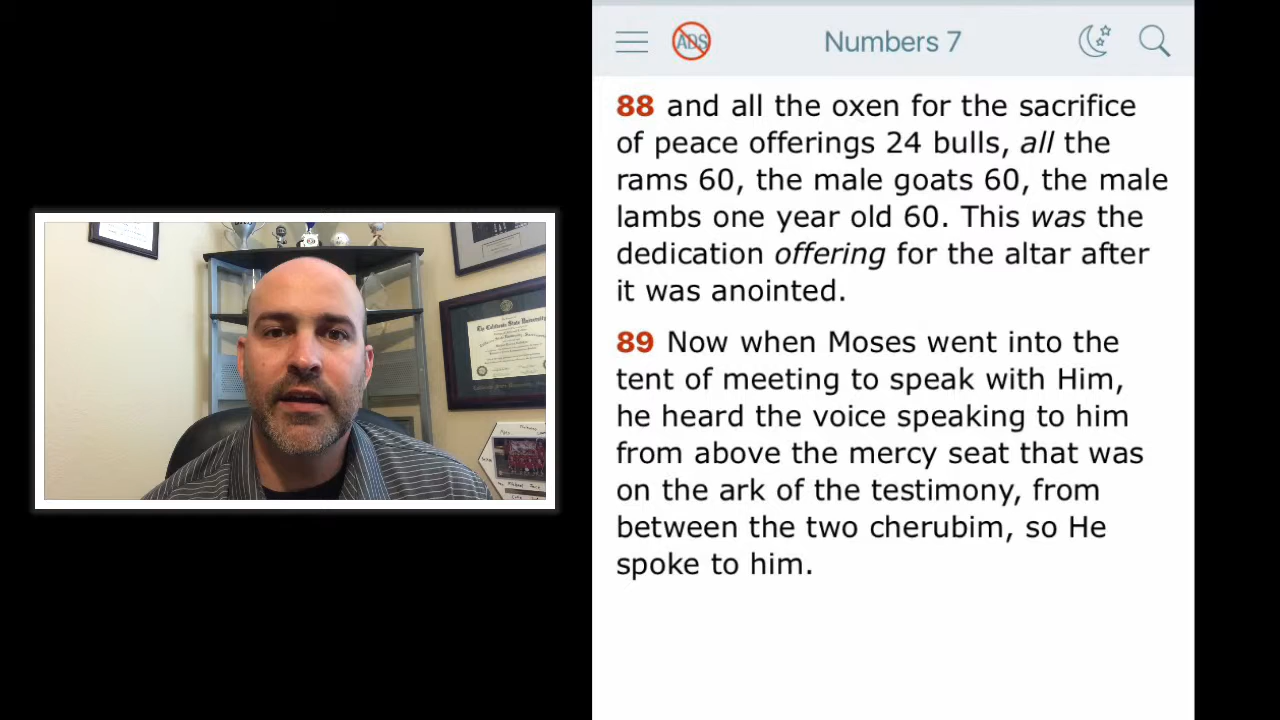 ADS
Numbers 7
88 and all the oxen for the sacrifice
of peace offerings 24 bulls, all the
rams 60, the male goats 60, the male
lambs one year old 60. This was the
dedication offering for the altar after
it was anointed.
89 Now when Moses went into the
tent of meeting to speak with Him,
he heard the voice speaking to him
from above the mercy seat that was
on the ark of the testimony, from
between the two cherubim, so He
spoke to him.
The California State University